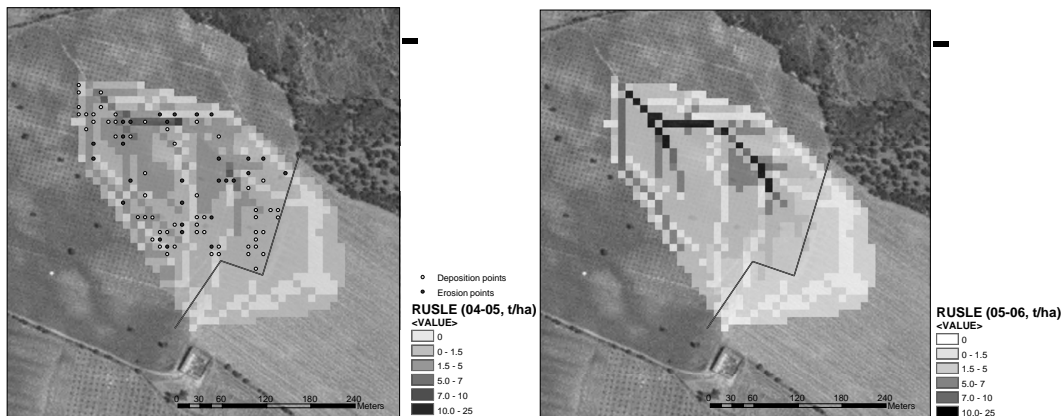 Deposition points
Erosion points
RUSLE (04-05, t/ha)
<VALUE>
0
0 - 1.5
1.5 - 5
5.0 - 7
7.0 - 10
10.0 - 25
0 30 60 120 180 240
Meters
RUSLE (05-06, t/ha)
<VALUE>
0
0 - 1.5
1.5 - 5
5.0- 7
7.0 - 10
10.0- 25
0 30 60 120 180 240
Meters